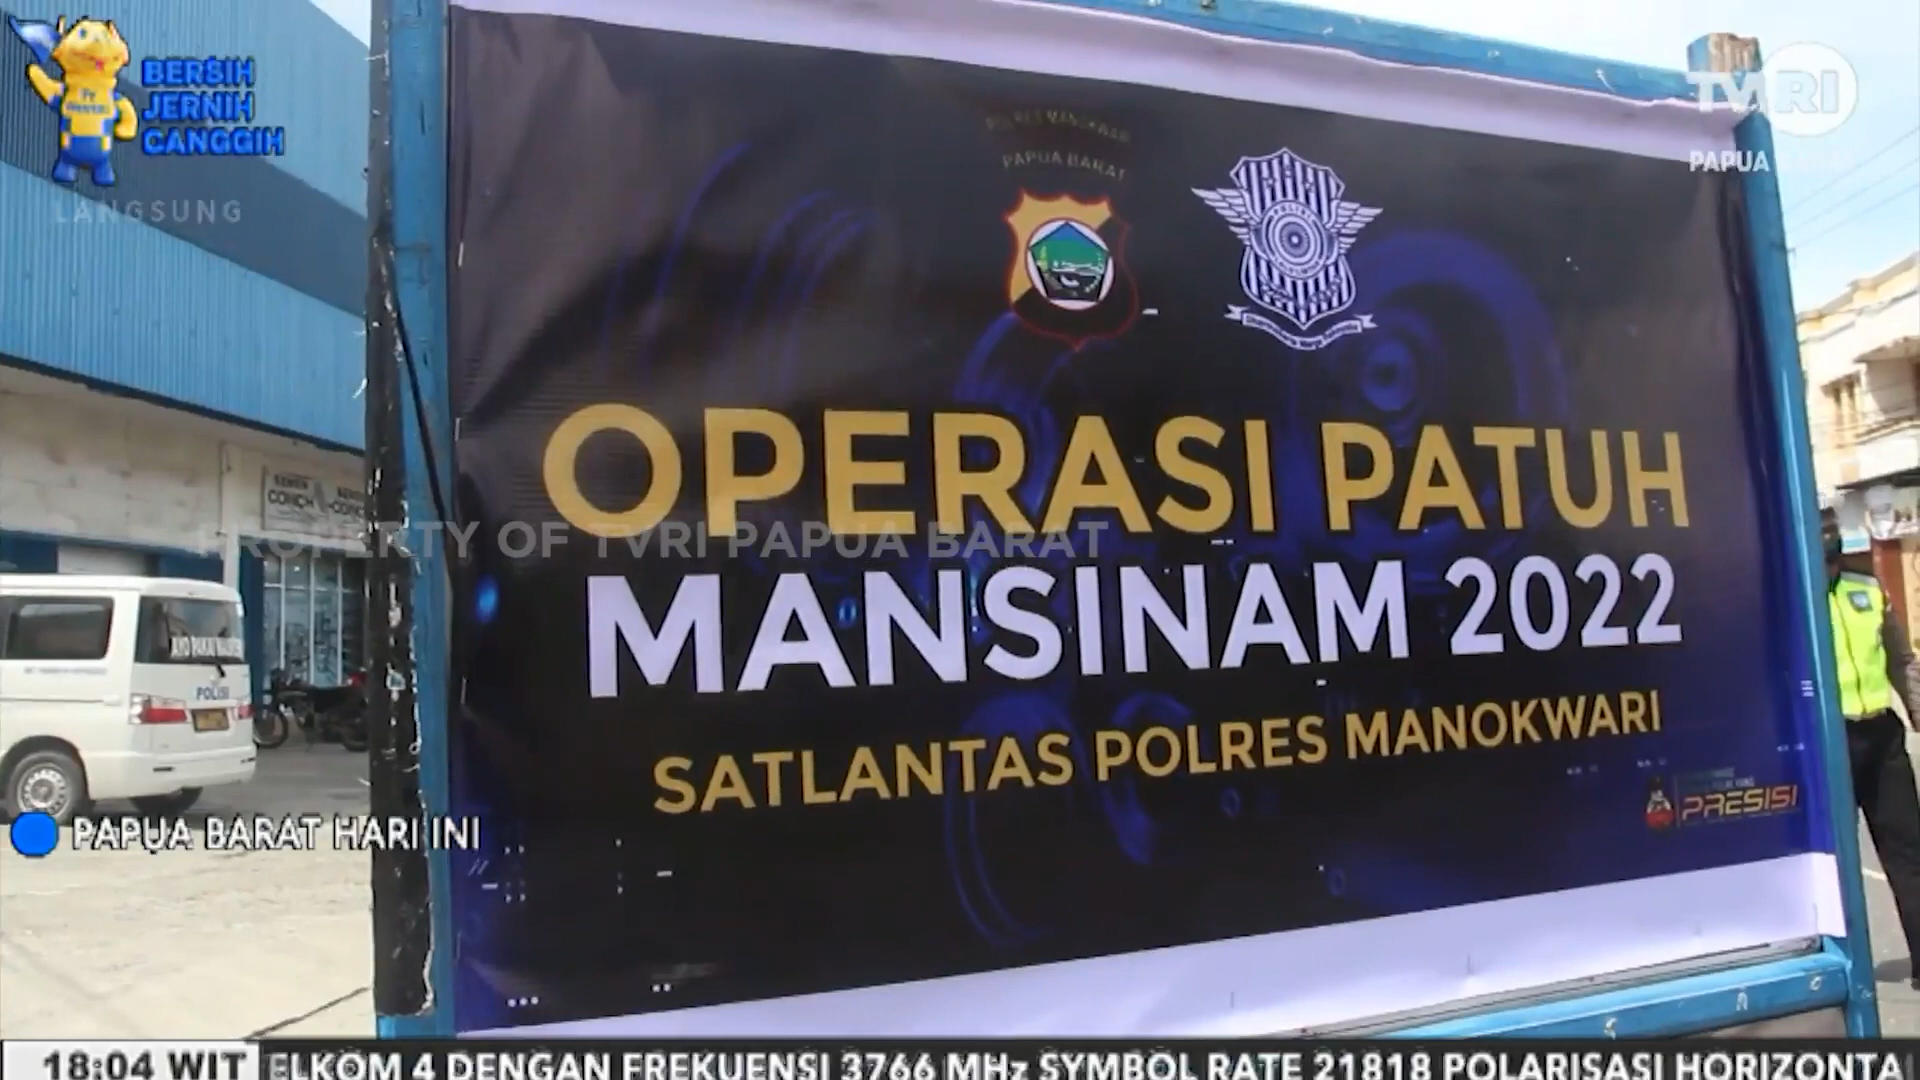 BERSIH
JERNIH
CANGGIH
LANGSUNG
TVRI
PAPUA
POLRES MANOKWARI
PAPUA BARAT
OPERASI PATUH
MANSINAM 2022
SATLANTAS POLRES MANOKWARI
PRESISI
PROPERTY OF TVRI PAPUA BARAT
POLISI
PAPUA BARAT HARI INI
18:04 WIT
ELKOM 4 DENGAN FREKUENSI 3766 MHz SYMBOL RATE 21818 POLARISASI HORIZONTA